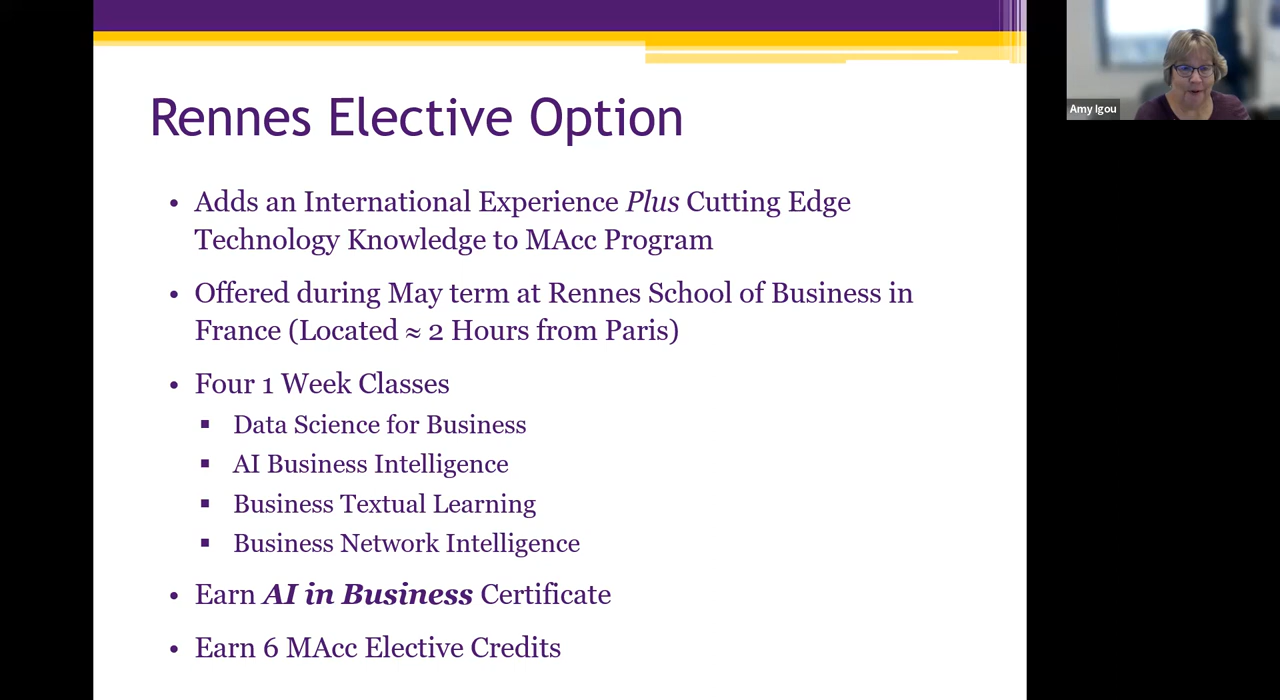 Rennes Elective Option
• Adds an International Experience Plus Cutting Edge
Technology Knowledge to MAcc Program
• Offered during May term at Rennes School of Business in
France (Located ≈ 2 Hours from Paris)
• Four 1 Week Classes
▪ Data Science for Business
▪ AI Business Intelligence
▪ Business Textual Learning
▪ Business Network Intelligence
• Earn AI in Business Certificate
• Earn 6 MAcc Elective Credits
Amy Igou